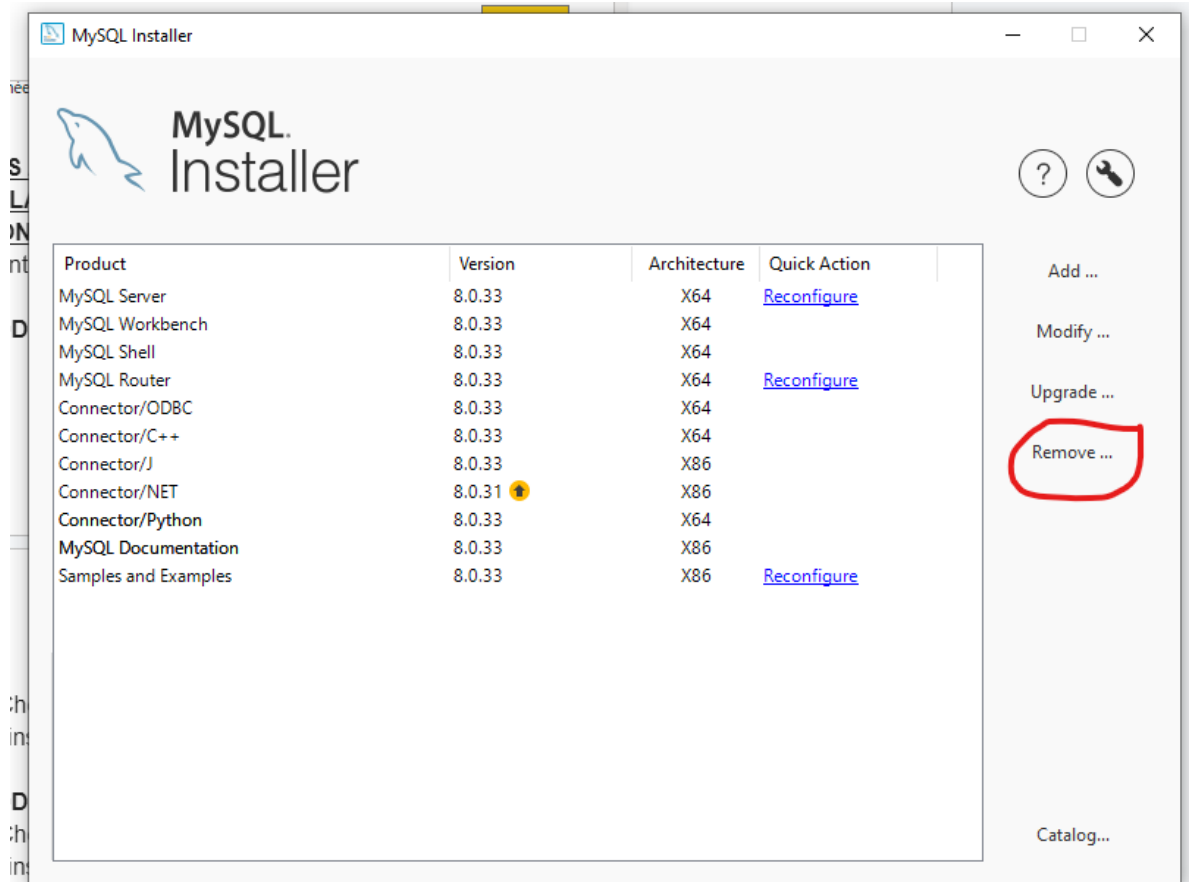 MySQL Installer
MySQL.
Installer
?
Product Version Architecture Quick Action
MySQL Server 8.0.33 X64 Reconfigure
MySQL Workbench 8.0.33 X64
MySQL Shell 8.0.33 X64
MySQL Router 8.0.33 X64 Reconfigure
Connector/ODBC 8.0.33 X64
Connector/C++ 8.0.33 X64
Connector/J 8.0.33 X86
Connector/NET 8.0.31 X86
Connector/Python 8.0.33 X64
MySQL Documentation 8.0.33 X86
Samples and Examples 8.0.33 X86 Reconfigure
Add ...
Modify ...
Upgrade ...
Remove ...
Catalog...